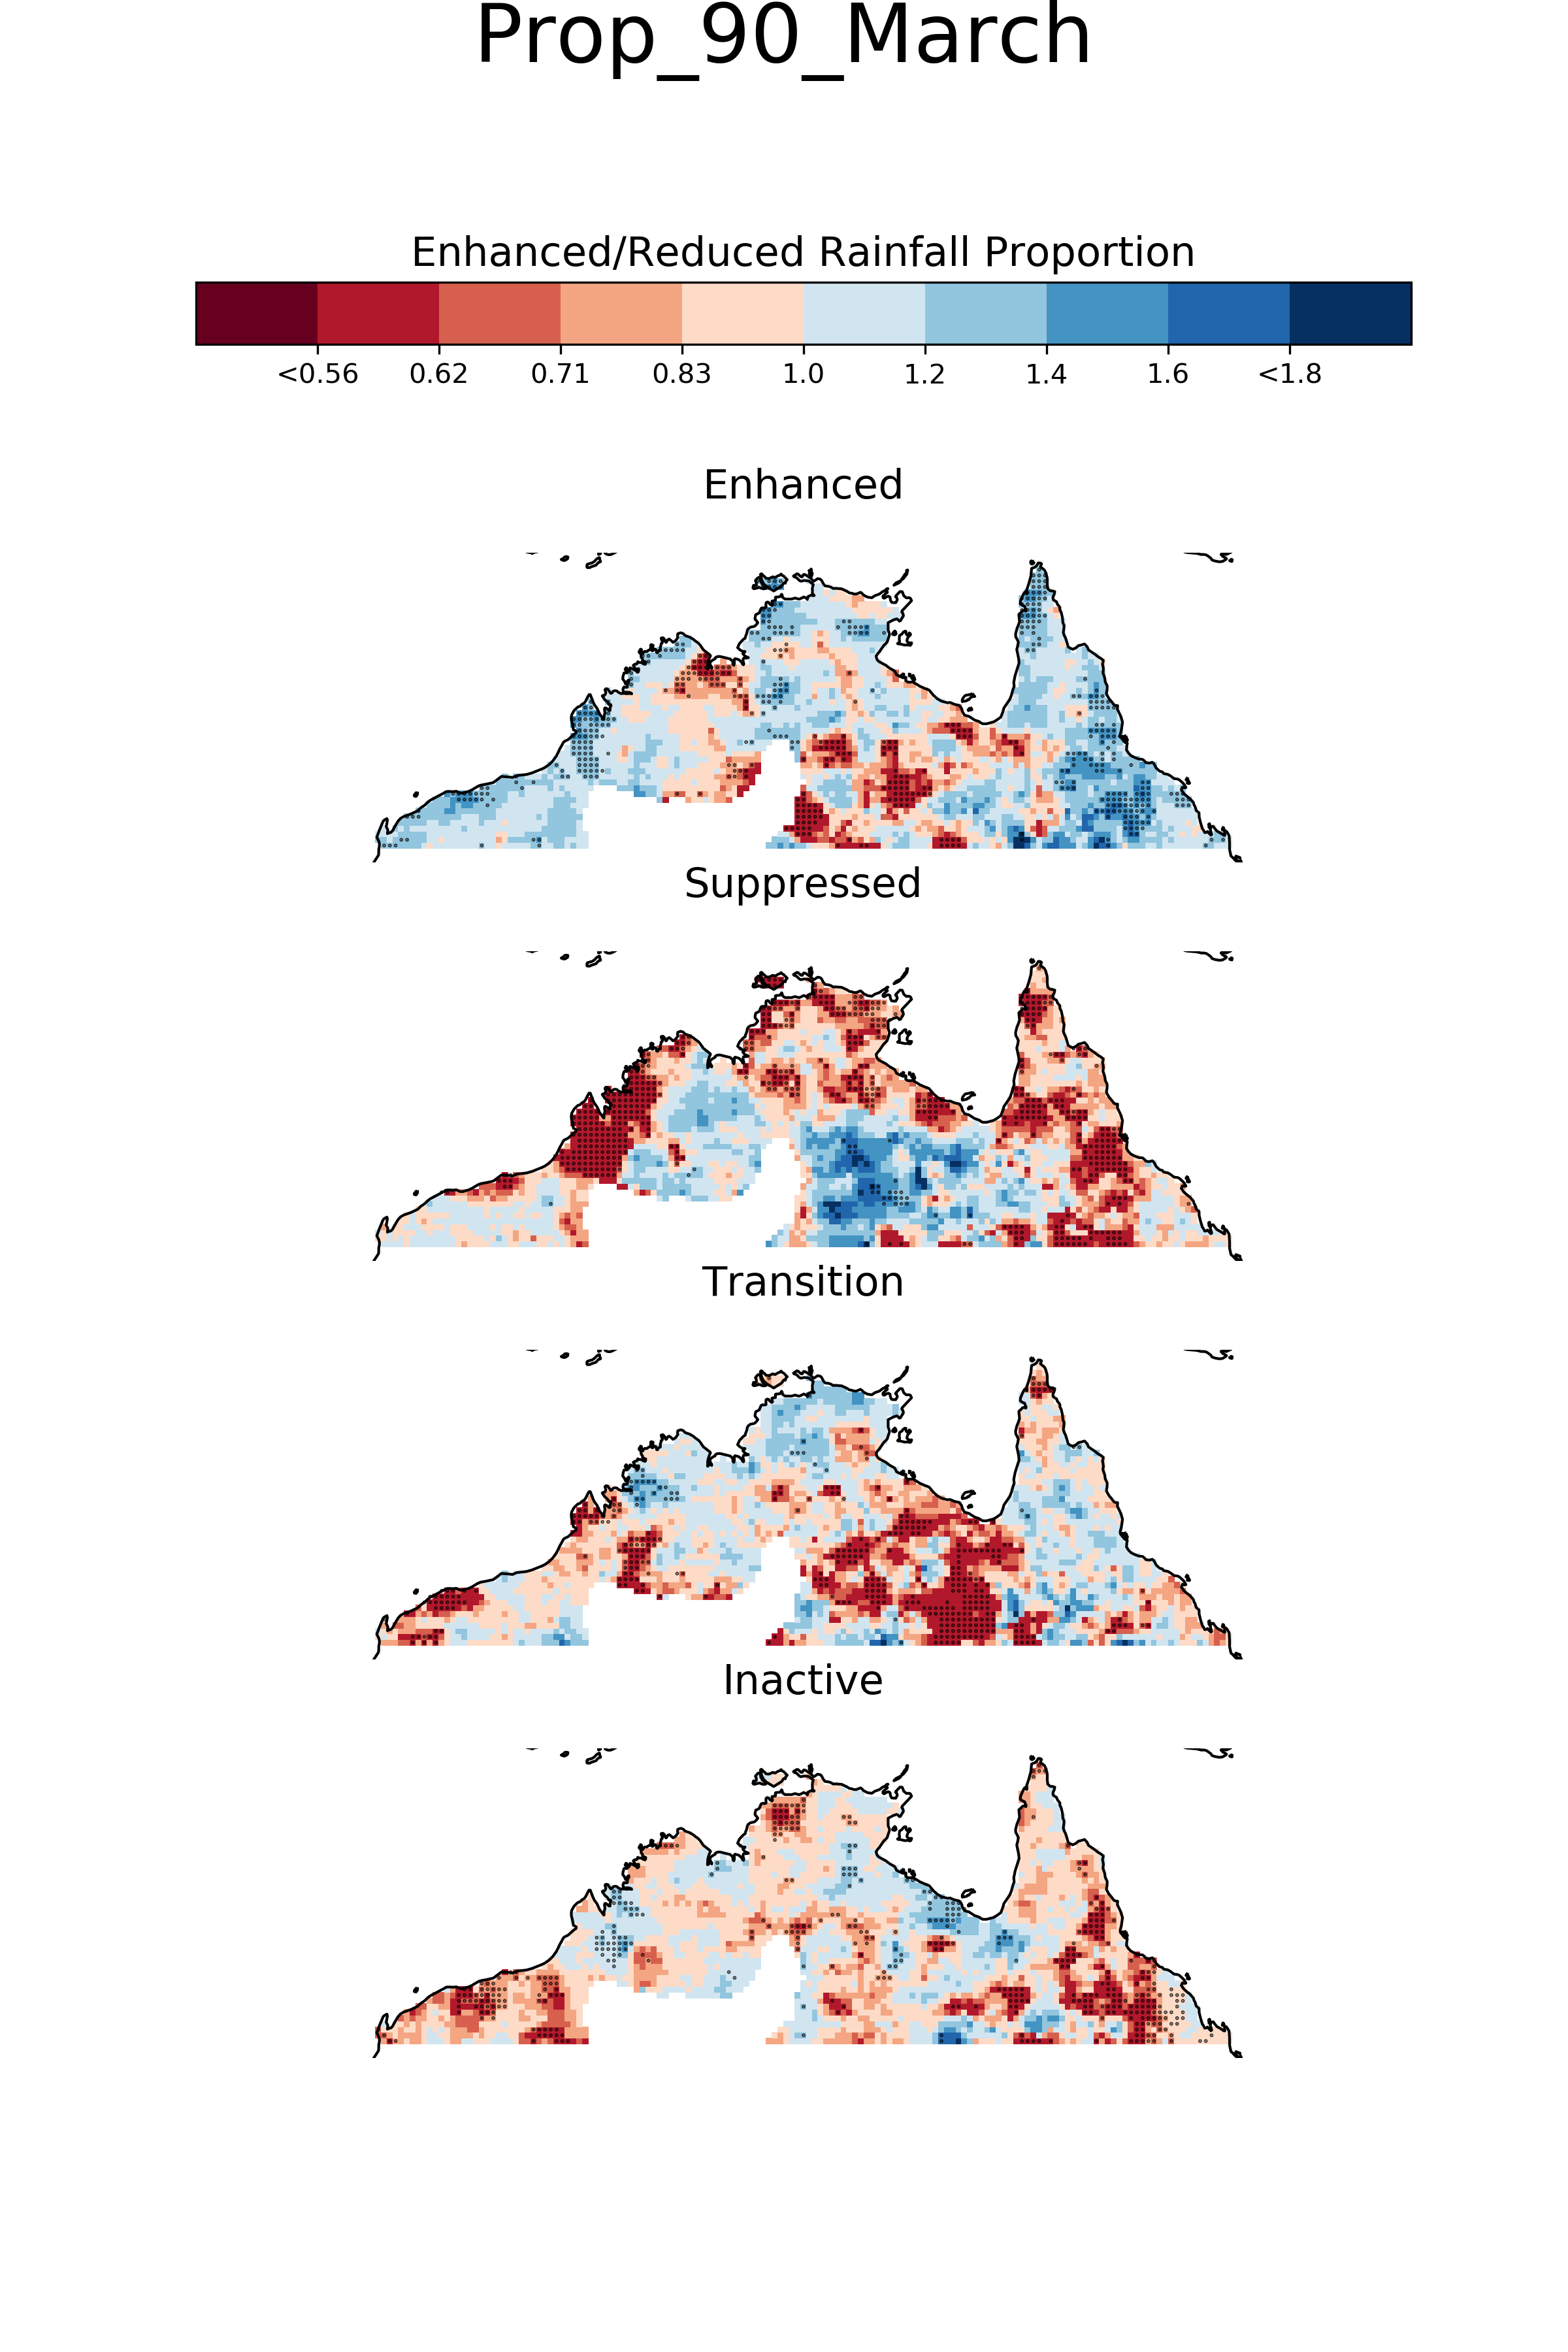 Prop_90_March
Enhanced/Reduced Rainfall Proportion
<0.56 0.62 0.71 0.83 1.0 1.2 1.4 1.6 <1.8
Enhanced
Suppressed
Transition
Inactive